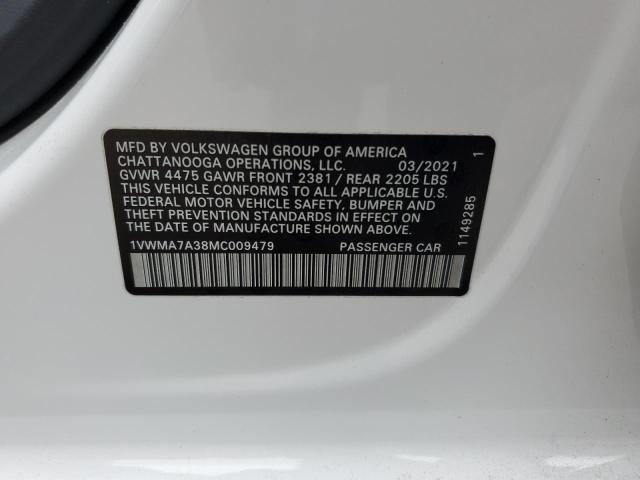 MFD BY VOLKSWAGEN GROUP OF AMERICA
CHATTANOOGA OPERATIONS, LLC. 03/2021
GVWR 4475 GAWR FRONT 2381 / REAR 2205 LBS
THIS VEHICLE CONFORMS TO ALL APPLICABLE U.S.
FEDERAL MOTOR VEHICLE SAFETY, BUMPER AND
THEFT PREVENTION STANDARDS IN EFFECT ON
THE DATE OF MANUFACTURE SHOWN ABOVE.
1VWMA7A38MC009479 PASSENGER CAR
1149285 1